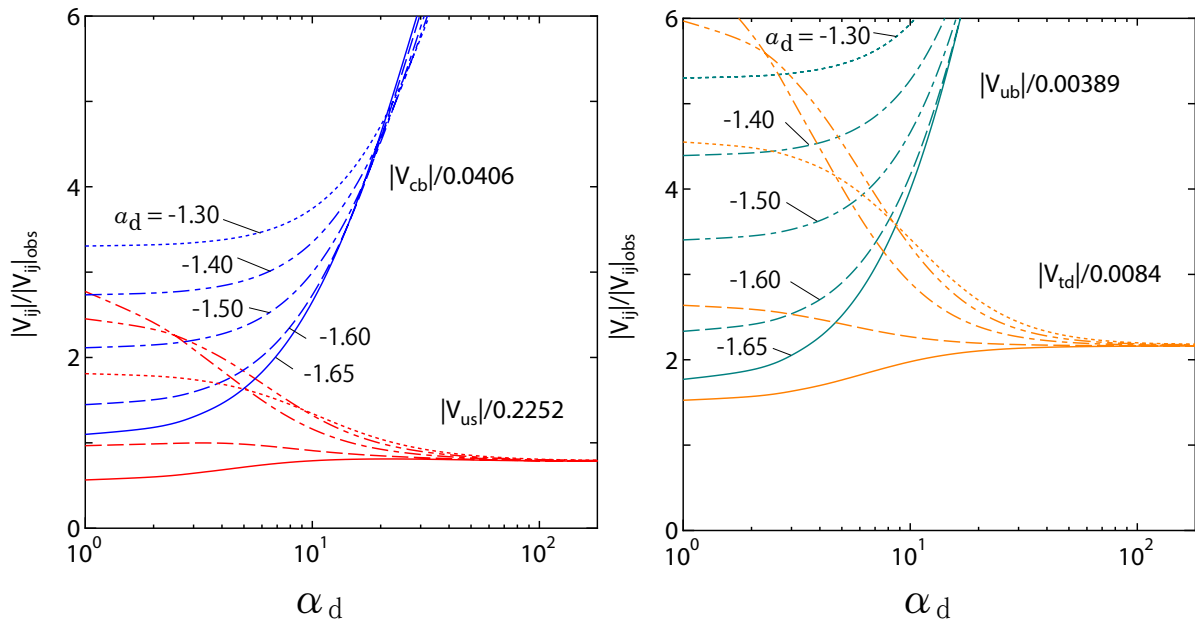 6
4
2
0
|V_ij|/|V_ij|_obs
a_d = -1.30
-1.40
-1.50
-1.60
-1.65
|V_cb|/0.0406
|V_us|/0.2252
10^0
10^1
10^2
α_d
6
4
2
0
|V_ij|/|V_ij|_obs
a_d = -1.30
-1.40
-1.50
-1.60
-1.65
|V_ub|/0.00389
|V_td|/0.0084
10^0
10^1
10^2
α_d